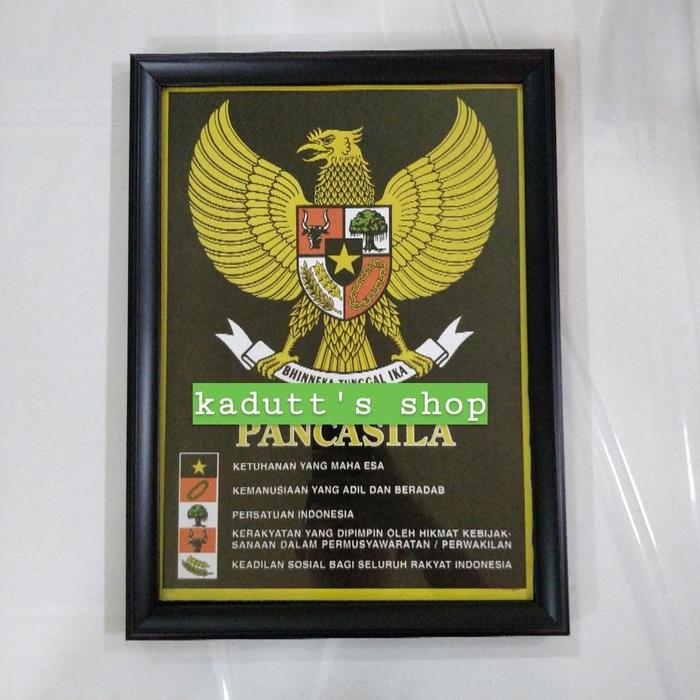 BHINNEKA TUNGGAL IKA
kadutt's shop
PANCASILA
KETUHANAN YANG MAHA ESA
KEMANUSIAAN YANG ADIL DAN BERADAB
PERSATUAN INDONESIA
KERAKYATAN YANG DIPIMPIN OLEH HIKMAT KEBIJAK-
SANAAN DALAM PERMUSYAWARATAN / PERWAKILAN
KEADILAN SOSIAL BAGI SELURUH RAKYAT INDONESIA